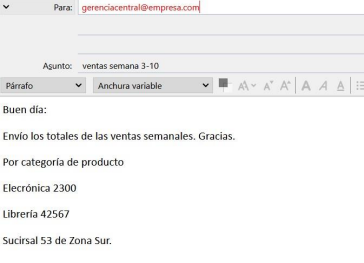 Para: gerenciacentral@empresa.com
Asunto: ventas semana 3-10
Párrafo Anchura variable A A A A A A
Buen día:
Envío los totales de las ventas semanales. Gracias.
Por categoría de producto
Elecrónica 2300
Librería 42567
Sucirsal 53 de Zona Sur.